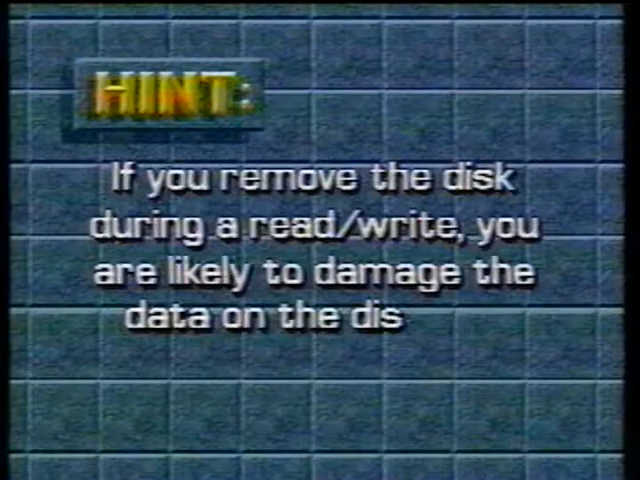 HINT:
If you remove the disk
during a read/write, you
are likely to damage the
data on the dis